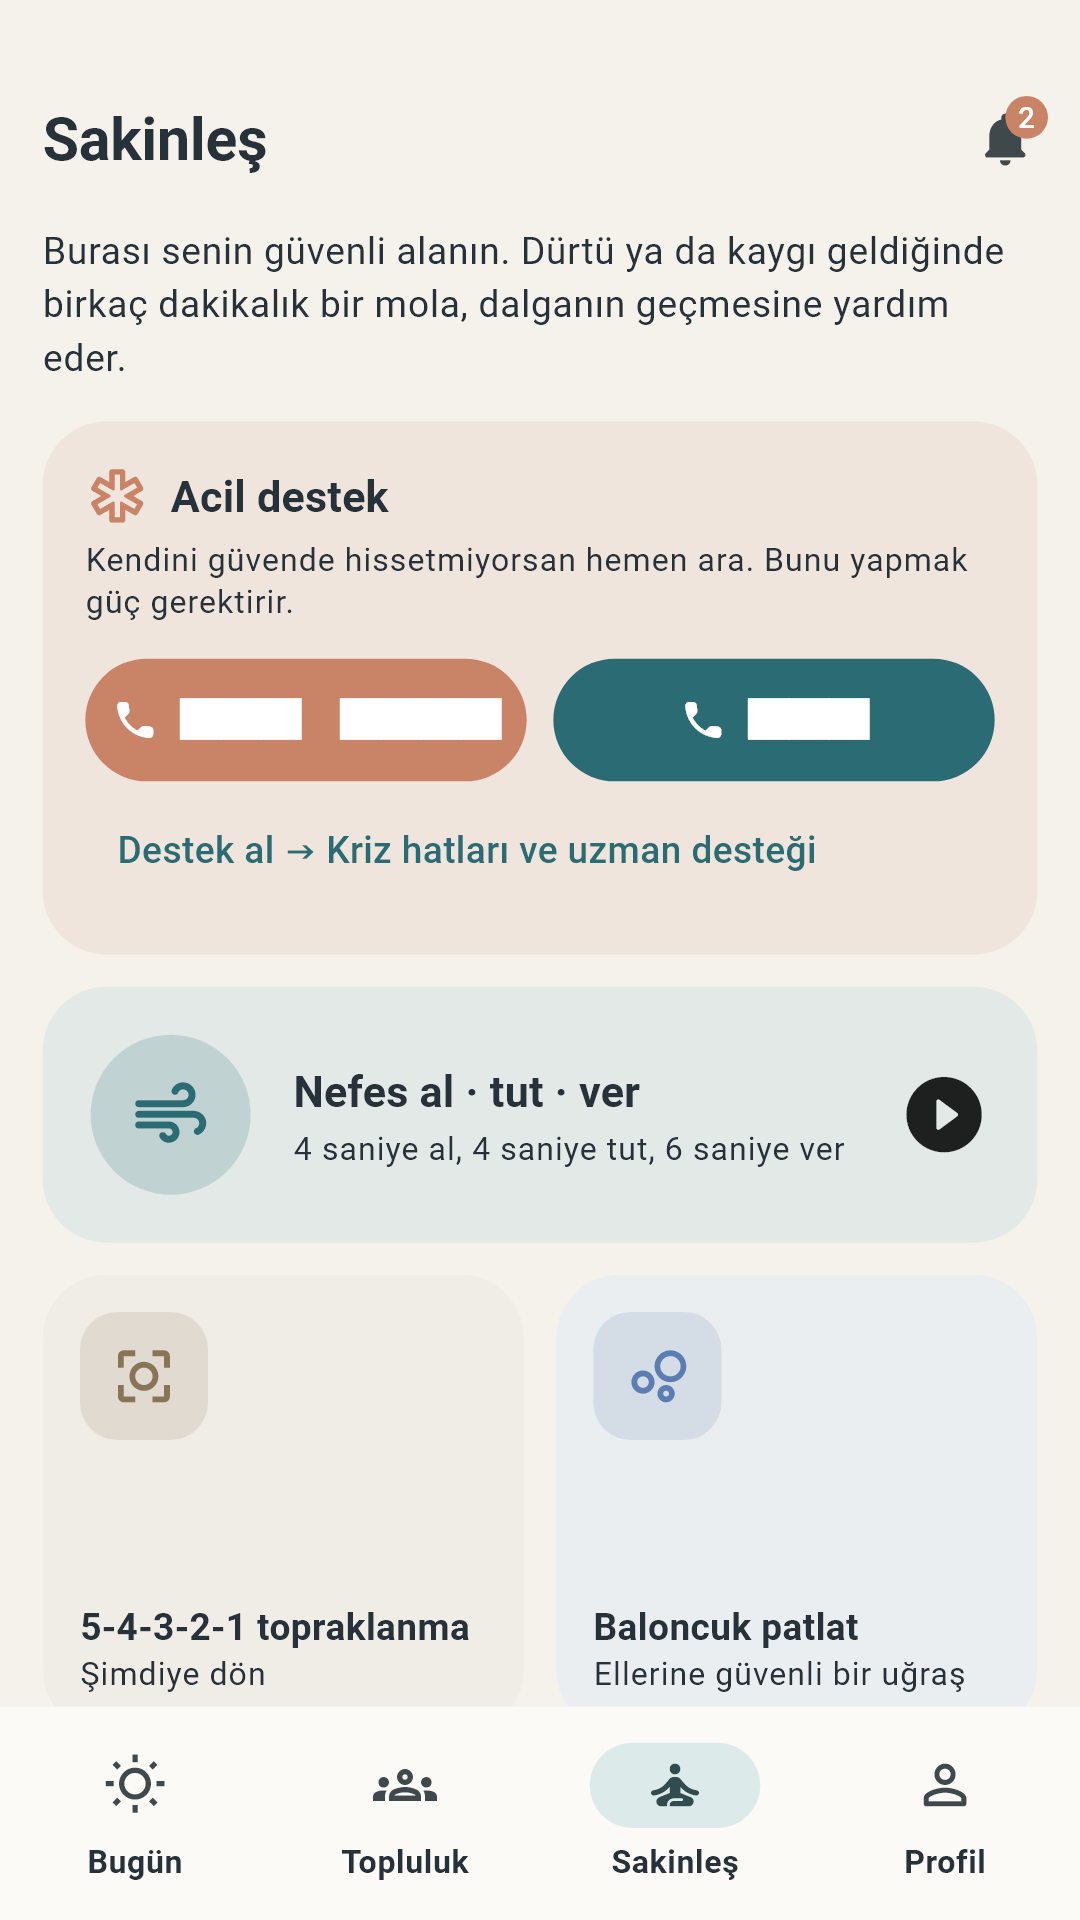 Sakinleş
2
Burası senin güvenli alanın. Dürtü ya da kaygı geldiğinde
birkaç dakikalık bir mola, dalganın geçmesine yardım
eder.
Acil destek
Kendini güvende hissetmiyorsan hemen ara. Bunu yapmak
güç gerektirir.
Destek al → Kriz hatları ve uzman desteği
Nefes al · tut · ver
4 saniye al, 4 saniye tut, 6 saniye ver
5-4-3-2-1 topraklanma
Şimdiye dön
Baloncuk patlat
Ellerine güvenli bir uğraş
Bugün
Topluluk
Sakinleş
Profil